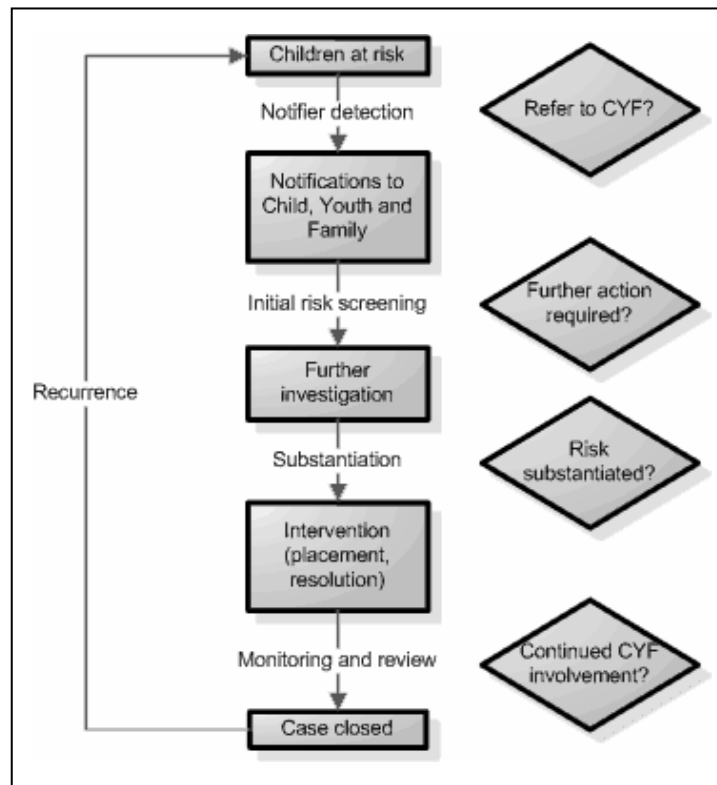 Children at risk
Notifier detection
Refer to CYF?
Notifications to
Child, Youth and
Family
Initial risk screening
Further action
required?
Recurrence
Further
investigation
Substantiation
Risk
substantiated?
Intervention
(placement,
resolution)
Monitoring and review
Continued CYF
involvement?
Case closed